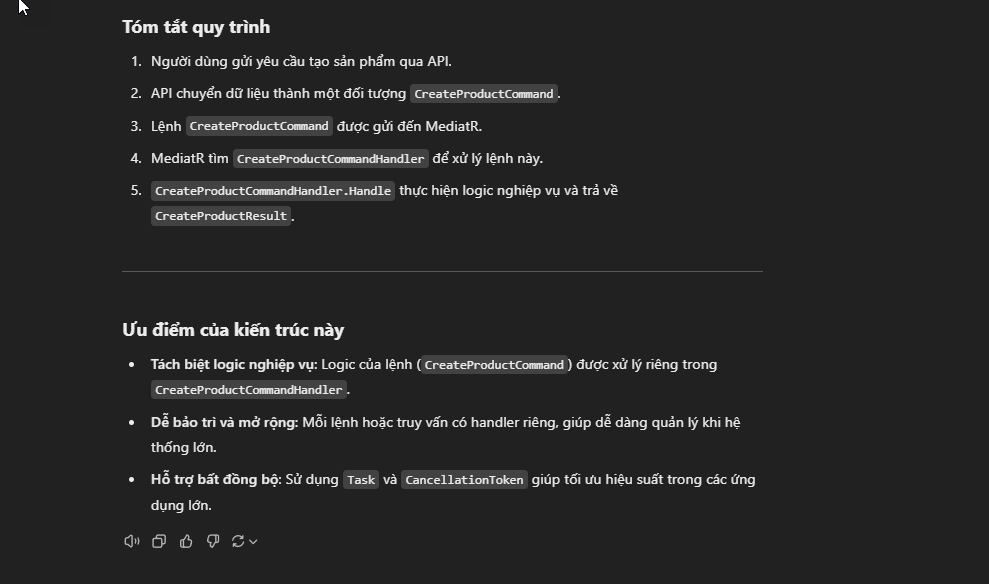 Tóm tắt quy trình
1. Người dùng gửi yêu cầu tạo sản phẩm qua API.
2. API chuyển dữ liệu thành một đối tượng CreateProductCommand.
3. Lệnh CreateProductCommand được gửi đến MediatR.
4. MediatR tìm CreateProductCommandHandler để xử lý lệnh này.
5. CreateProductCommandHandler.Handle thực hiện logic nghiệp vụ và trả về
CreateProductResult.
Ưu điểm của kiến trúc này
• Tách biệt logic nghiệp vụ: Logic của lệnh (CreateProductCommand) được xử lý riêng trong
CreateProductCommandHandler.
• Dễ bảo trì và mở rộng: Mỗi lệnh hoặc truy vấn có handler riêng, giúp dễ dàng quản lý khi hệ
thống lớn.
• Hỗ trợ bất đồng bộ: Sử dụng Task và CancellationToken giúp tối ưu hiệu suất trong các ứng
dụng lớn.